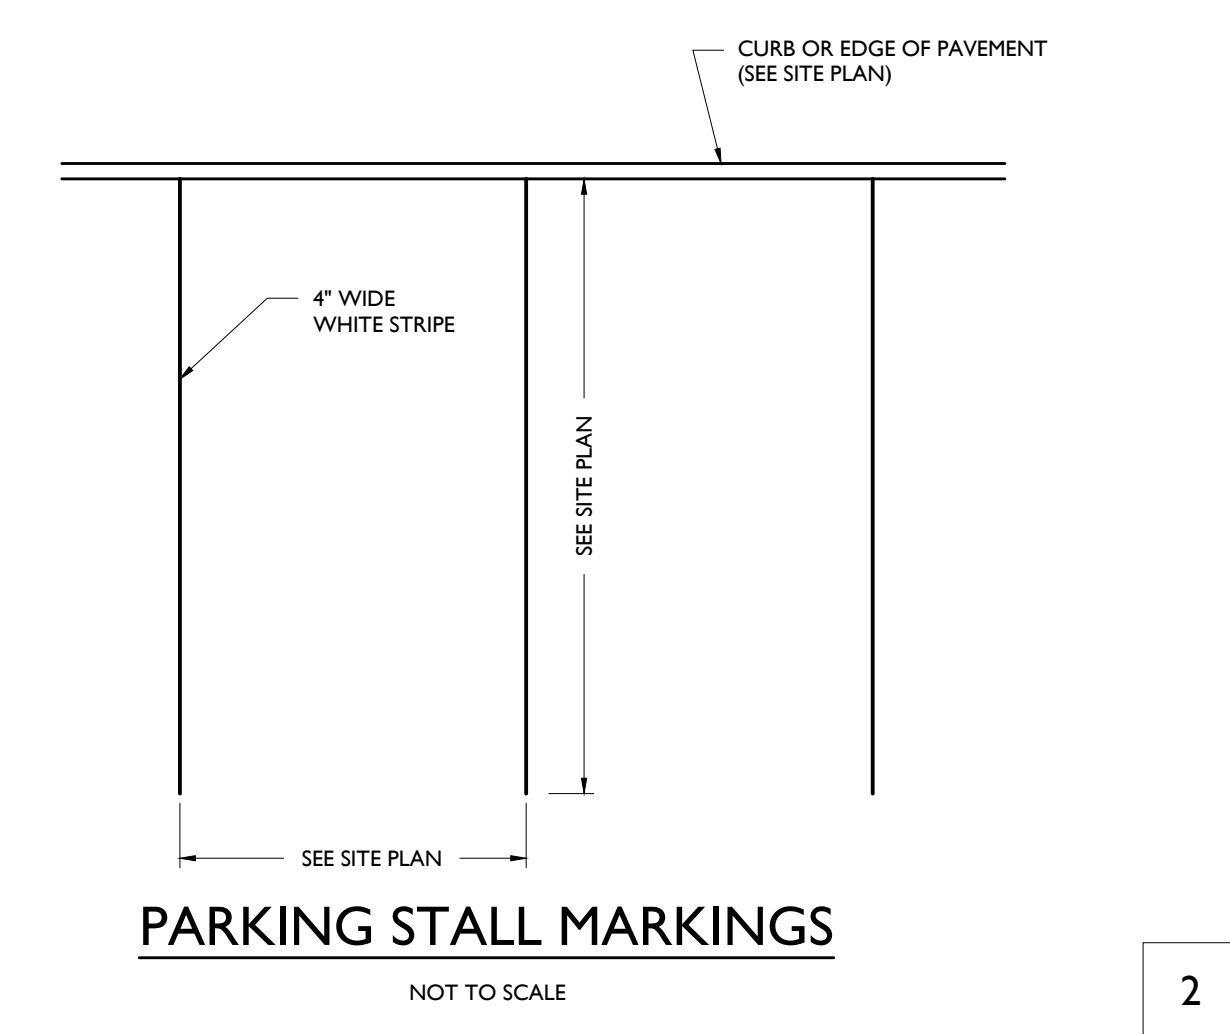 CURB OR EDGE OF PAVEMENT
(SEE SITE PLAN)
4" WIDE
WHITE STRIPE
SEE SITE PLAN
SEE SITE PLAN
PARKING STALL MARKINGS
NOT TO SCALE
2